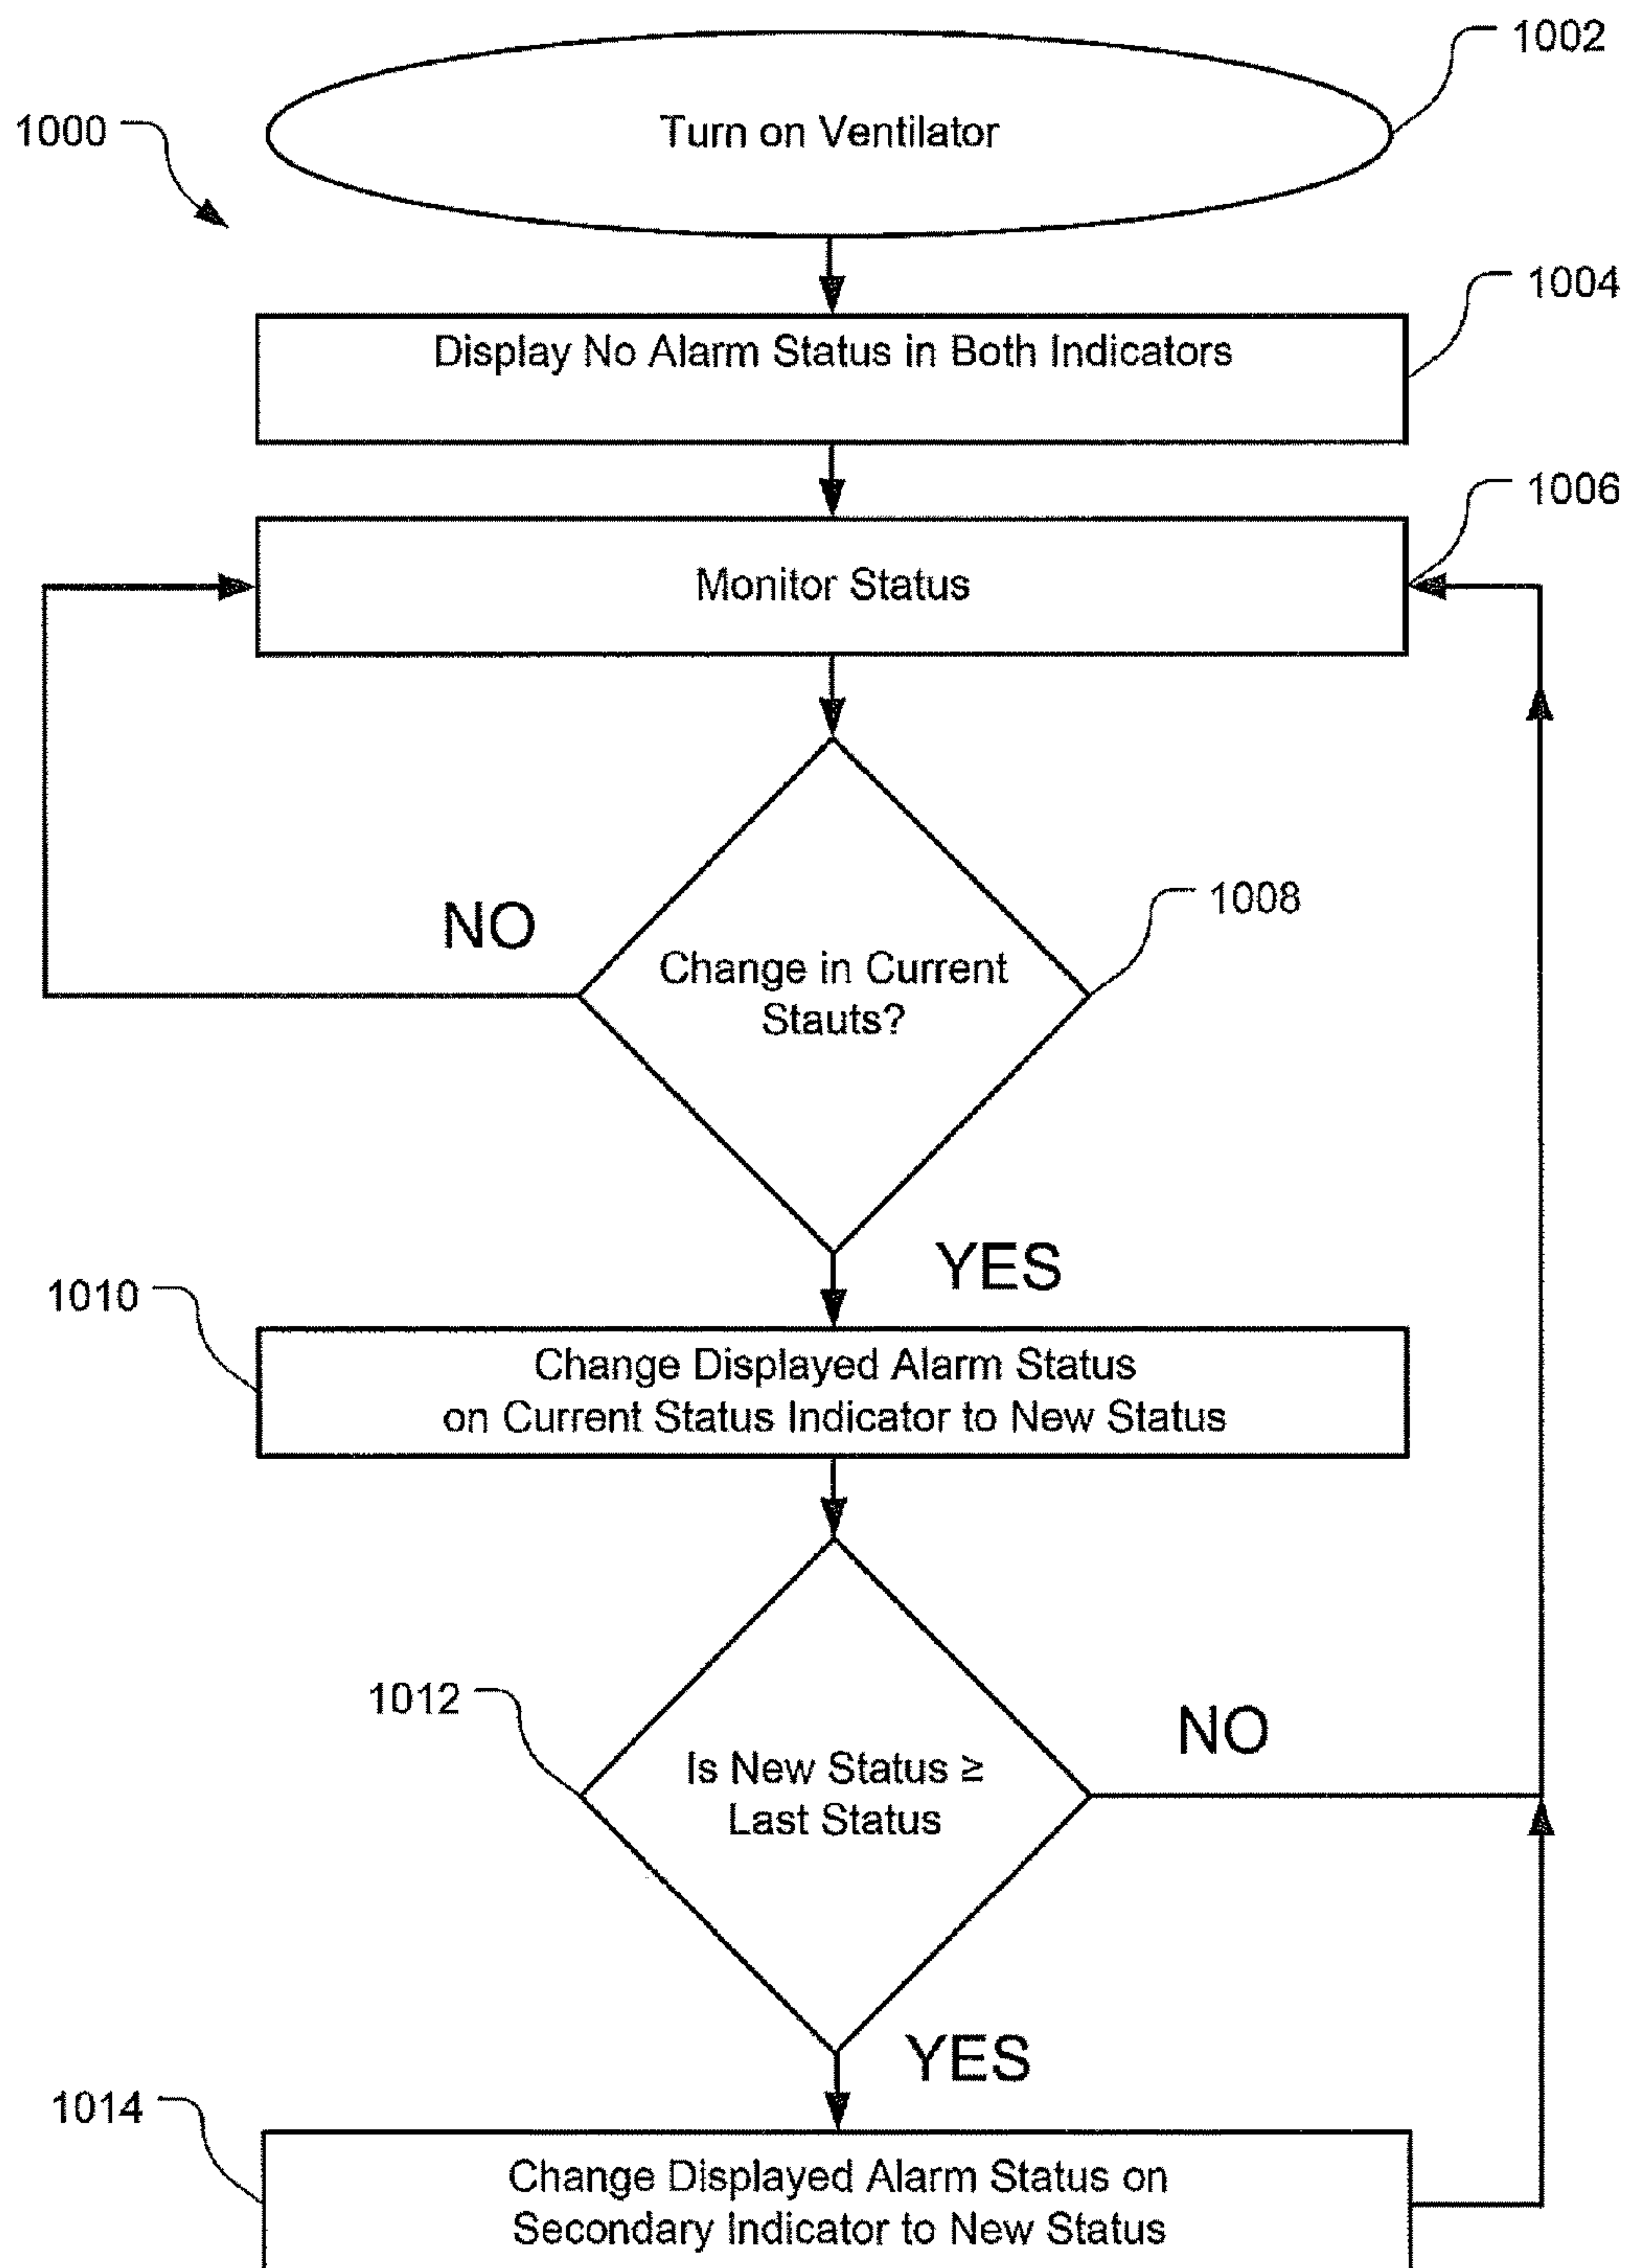 1002
1000
Turn on Ventilator
1004
Display No Alarm Status in Both Indicators
1006
Monitor Status
NO
1008
Change in Current
Stauts?
YES
1010
Change Displayed Alarm Status
on Current Status Indicator to New Status
1012
NO
Is New Status ≥
Last Status
YES
1014
Change Displayed Alarm Status on
Secondary Indicator to New Status